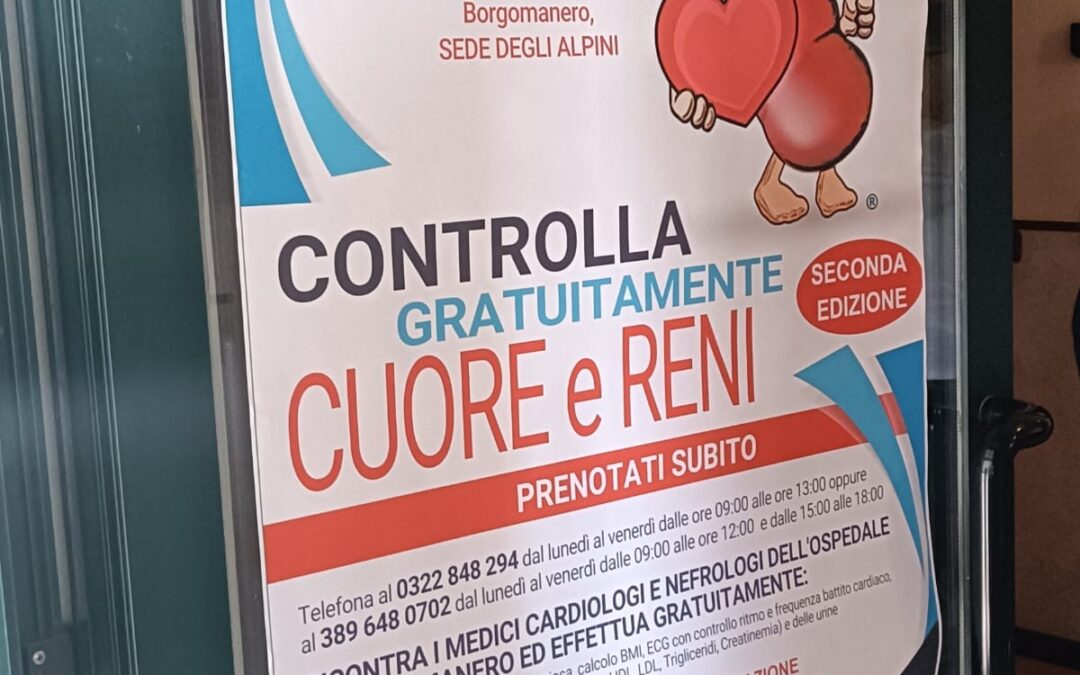 Borgomanero,
SEDE DEGLI ALPINI
®
CONTROLLA
GRATUITAMENTE
SECONDA
EDIZIONE
CUORE e RENI
PRENOTATI SUBITO
Telefona al 0322 848 294 dal lunedì al venerdì dalle ore 09:00 alle ore 13:00 oppure
al 389 648 0702 dal lunedì al venerdì dalle 09:00 alle ore 12:00 e dalle 15:00 alle 18:00
CONTRA I MEDICI CARDIOLOGI E NEFROLOGI DELL'OSPEDALE
MANERO ED EFFETTUA GRATUITAMENTE:
calcolo BMI, ECG con controllo ritmo e frequenza battito cardiaco,
HDL, LDL, Trigliceridi, Creatinemia) e delle urine